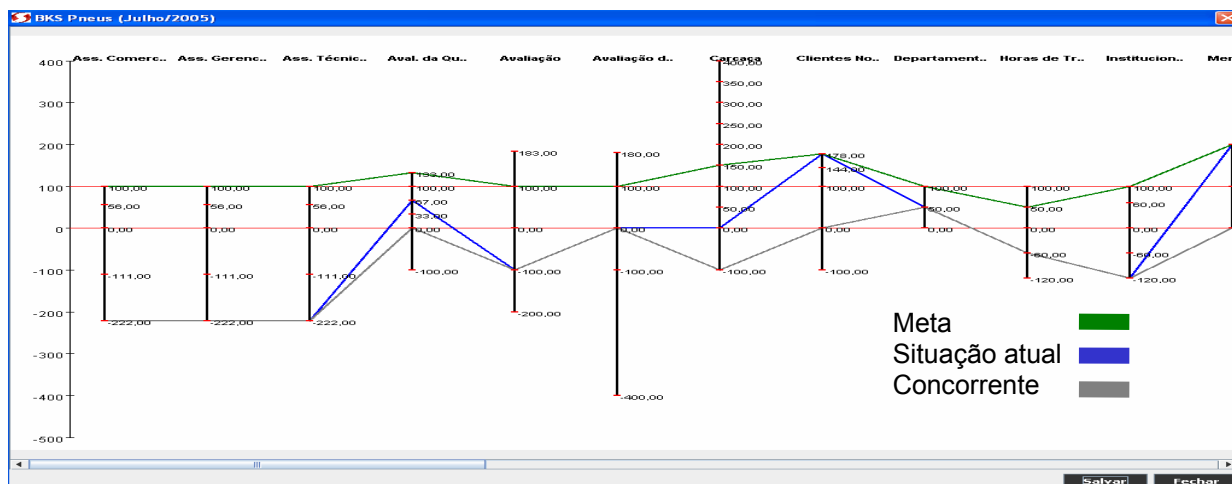 BKS Pneus (Julho/2005)
Ass. Comerc.. Ass. Gerenc.. Ass. Técnic.. Aval. da Qu.. Avaliação Avaliação d.. Carcaça Clientes No.. Departament.. Horas de Tr.. Institucion.. Mer
400 400,00
350,00
300 300,00
250,00
200 200,00
183,00 180,00 178,00
150,00 144,00
133,00
100 100,00 100,00 100,00 100,00 100,00 100,00 100,00 100,00 100,00 100,00 100,00
56,00 56,00 56,00 67,00 50,00 50,00 50,00 60,00
33,00
0 0,00 0,00 0,00 0,00 0,00 0,00 0,00 0,00 0,00 0,00 0,00
-60,00 -60,00
-100 -111,00 -111,00 -111,00 -100,00 -100,00 -100,00 -100,00 -100,00 -120,00 -120,00
-200 -222,00 -222,00 -222,00 -200,00
-300
-400 -400,00
-500
Meta
Situação atual
Concorrente
Salvar Fechar